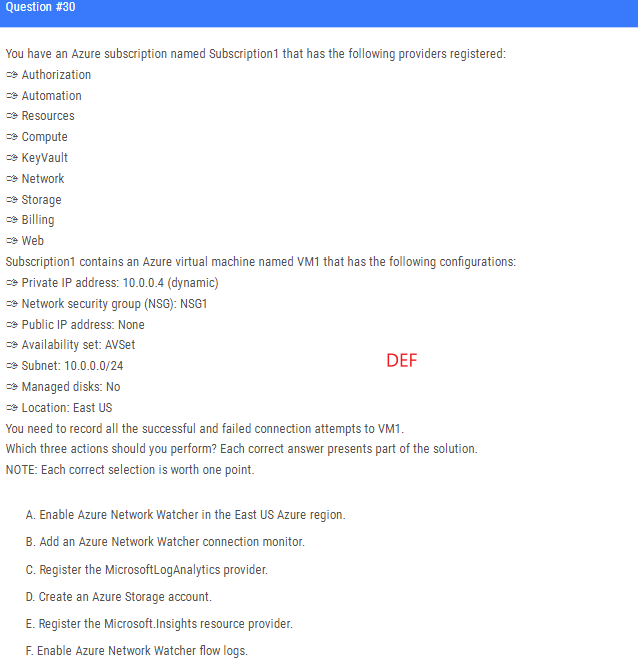 Question #30
You have an Azure subscription named Subscription1 that has the following providers registered:
⇒ Authorization
⇒ Automation
⇒ Resources
⇒ Compute
⇒ KeyVault
⇒ Network
⇒ Storage
⇒ Billing
⇒ Web
Subscription1 contains an Azure virtual machine named VM1 that has the following configurations:
⇒ Private IP address: 10.0.0.4 (dynamic)
⇒ Network security group (NSG): NSG1
⇒ Public IP address: None
⇒ Availability set: AVSet
DEF
⇒ Subnet: 10.0.0.0/24
⇒ Managed disks: No
⇒ Location: East US
You need to record all the successful and failed connection attempts to VM1.
Which three actions should you perform? Each correct answer presents part of the solution.
NOTE: Each correct selection is worth one point.
A. Enable Azure Network Watcher in the East US Azure region.
B. Add an Azure Network Watcher connection monitor.
C. Register the MicrosoftLogAnalytics provider.
D. Create an Azure Storage account.
E. Register the Microsoft.Insights resource provider.
F. Enable Azure Network Watcher flow logs.